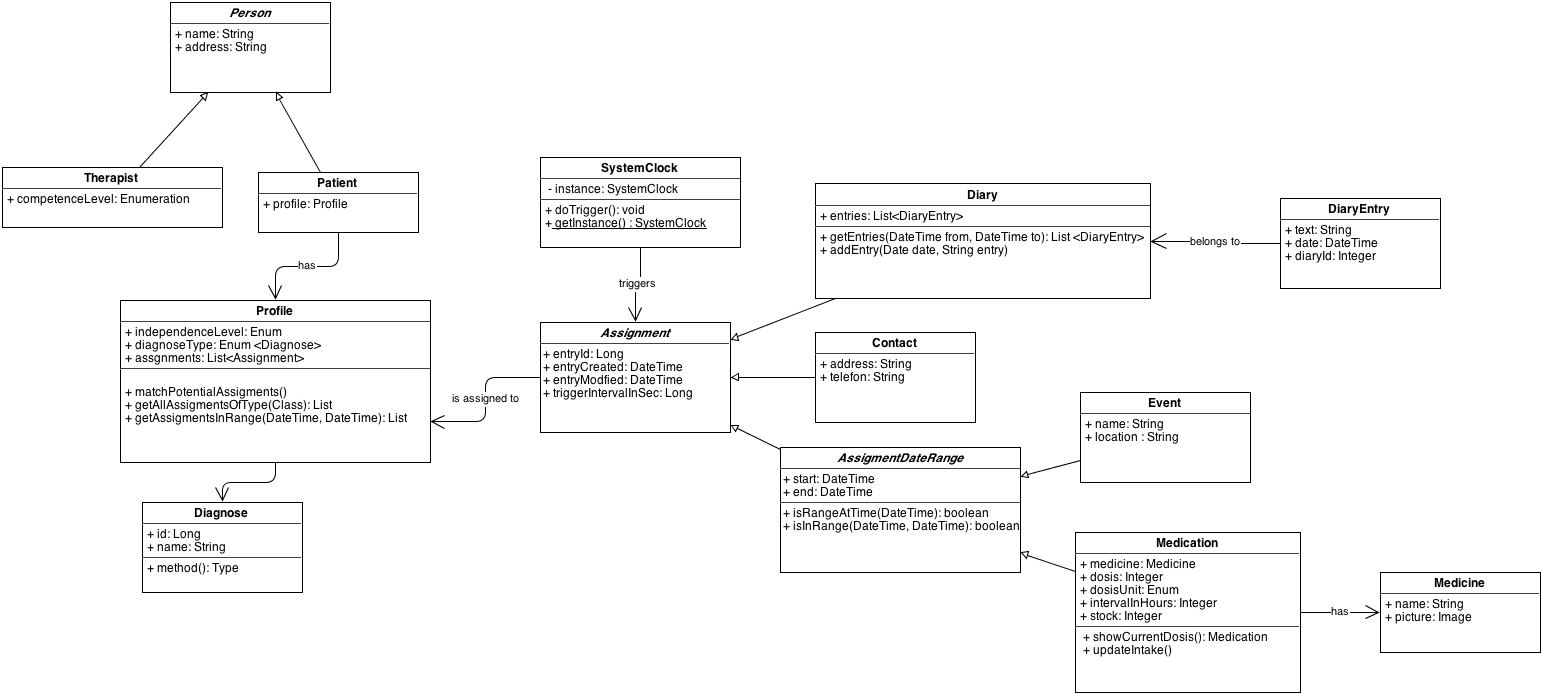 Person
+ name: String
+ address: String
Therapist
+ competenceLevel: Enumeration
Patient
+ profile: Profile
has
Profile
+ independenceLevel: Enum
+ diagnoseType: Enum <Diagnose>
+ assgnments: List<Assignment>
+ matchPotentialAssigments()
+ getAllAssigmentsOfType(Class): List
+ getAssigmentsInRange(DateTime, DateTime): List
Diagnose
+ id: Long
+ name: String
+ method(): Type
SystemClock
- instance: SystemClock
+ doTrigger(): void
+ getInstance() : SystemClock
triggers
Assignment
+ entryId: Long
+ entryCreated: DateTime
+ entryModfied: DateTime
+ triggerIntervalInSec: Long
is assigned to
Diary
+ entries: List<DiaryEntry>
+ getEntries(DateTime from, DateTime to): List <DiaryEntry>
+ addEntry(Date date, String entry)
belongs to
DiaryEntry
+ text: String
+ date: DateTime
+ diaryId: Integer
Contact
+ address: String
+ telefon: String
AssigmentDateRange
+ start: DateTime
+ end: DateTime
+ isRangeAtTime(DateTime): boolean
+ isInRange(DateTime, DateTime): boolean
Event
+ name: String
+ location : String
Medication
+ medicine: Medicine
+ dosis: Integer
+ dosisUnit: Enum
+ intervalInHours: Integer
+ stock: Integer
+ showCurrentDosis(): Medication
+ updateIntake()
has
Medicine
+ name: String
+ picture: Image